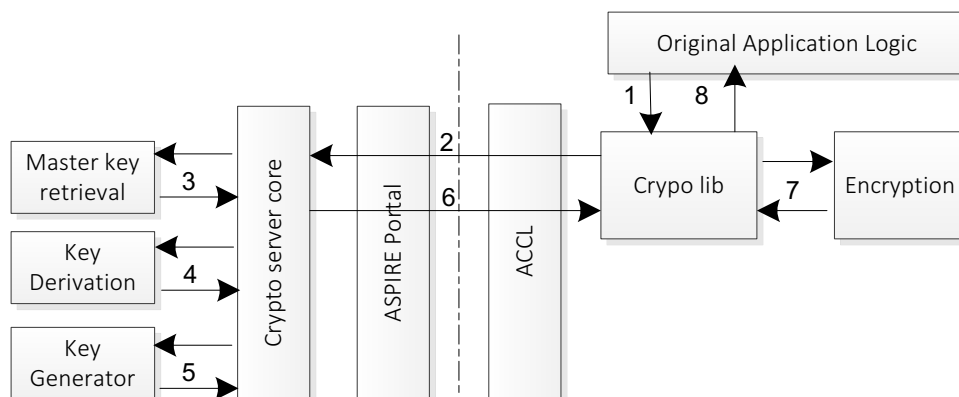 Original Application Logic
1
8
2
Master key
retrieval
3
Crypo lib
Encryption
7
6
Key
Derivation
4
Crypto server core
ASPIRE Portal
ACCL
Key
Generator
5